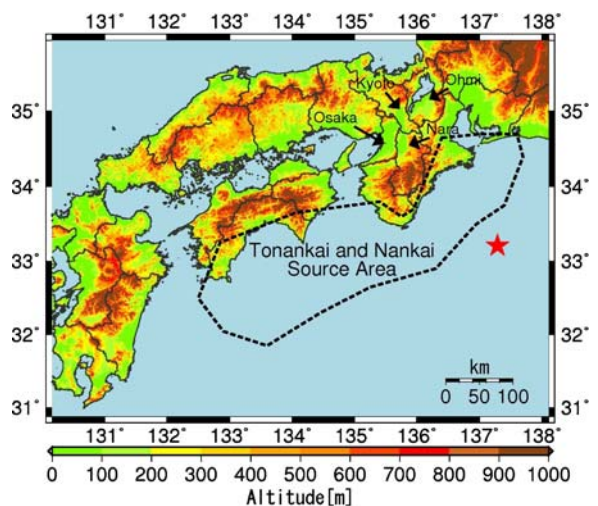 131° 132° 133° 134° 135° 136° 137° 138°
Kyoto Ohmi
35° 35°
Osaka Nara
34° 34°
Tonankai and Nankai
Source Area
33° 33°
32° 32°
km
0 50 100
31° 31°
131° 132° 133° 134° 135° 136° 137° 138°
0 100 200 300 400 500 600 700 800 900 1000
Altitude[m]